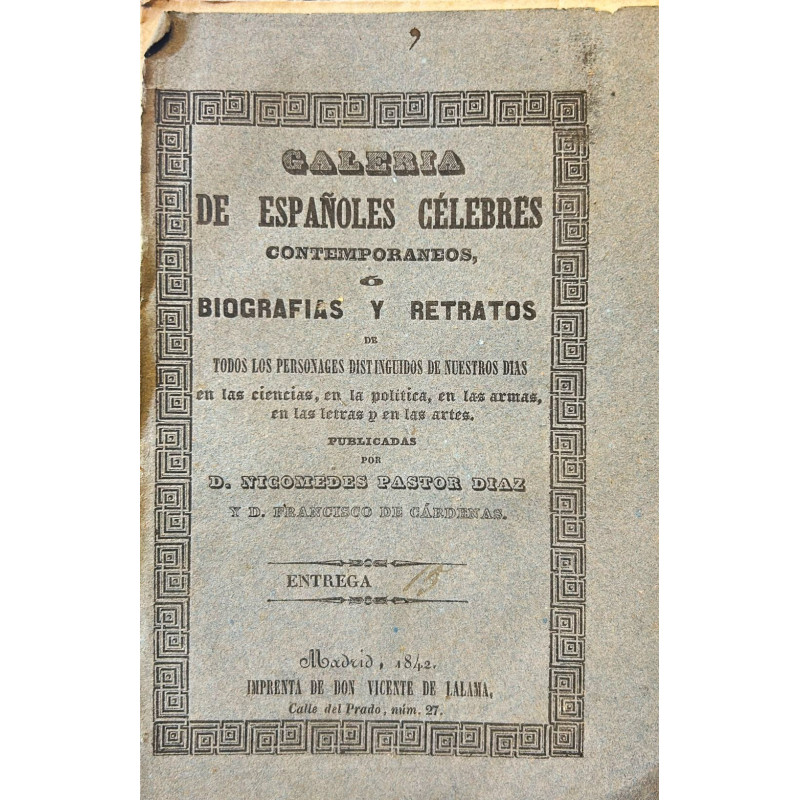 GALERIA
DE ESPAÑOLES CÉLEBRES
CONTEMPORANEOS,
Ó
BIOGRAFIAS Y RETRATOS
DE
TODOS LOS PERSONAGES DISTINGUIDOS DE NUESTROS DIAS
en las ciencias, en la política, en las armas,
en las letras y en las artes.
PUBLICADAS
POR
D. NICOMEDES PASTOR DIAZ
Y D. FRANCISCO DE CÁRDENAS.
ENTREGA 15
Madrid, 1842.
IMPRENTA DE DON VICENTE DE LALAMA,
Calle del Prado, núm. 27.